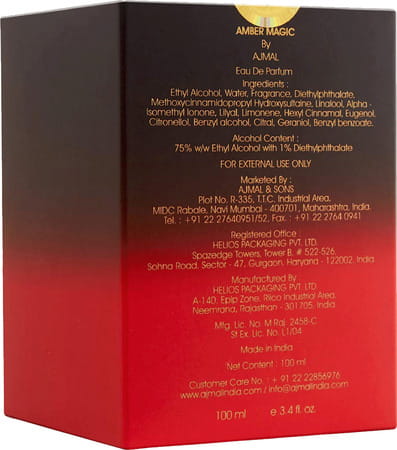 AMBER MAGIC
By
AJMAL
Eau De Parfum
Ingredients :
Ethyl Alcohol, Water, Fragrance, Diethylphthalate,
Methoxycinnamidopropyl Hydroxysultaine, Linalool, Alpha -
Isomethyl Ionone, Lilyal, Limonene, Hexyl Cinnamal, Eugenol,
Citronellol, Benzyl alcohol, Citral, Geraniol, Benzyl benzoate.
Alcohol Content :
75% w/w Ethyl Alcohol with 1% Diethylphthalate
FOR EXTERNAL USE ONLY
Marketed By :
AJMAL & SONS
Plot No. R-335, T.T.C. Industrial Area,
MIDC Rabale, Navi Mumbai - 400701, Maharashtra, India.
Tel. : +91 22 27640951/52, Fax. : +91 22 2764 0941
Registered Office :
HELIOS PACKAGING PVT. LTD.
Spazedge Towers, Tower B, # 522-526
Sohna Road, Sector - 47, Gurgaon, Haryana - 122002, India
Manufactured By
HELIOS PACKAGING PVT. LTD.
A-14D, Epip Zone, Riico Industrial Area,
Neemrana, Rajasthan - 301705, India
Mfg. Lic. No. M Raj. 2458-C
Sf Ex. Lic. No. L1/04
Made in India
Net Content : 100 ml
Customer Care No. : + 91 22 22856976
www.ajmalindia.com / info@ajmalindia.com
100 ml e 3.4 fl. oz.